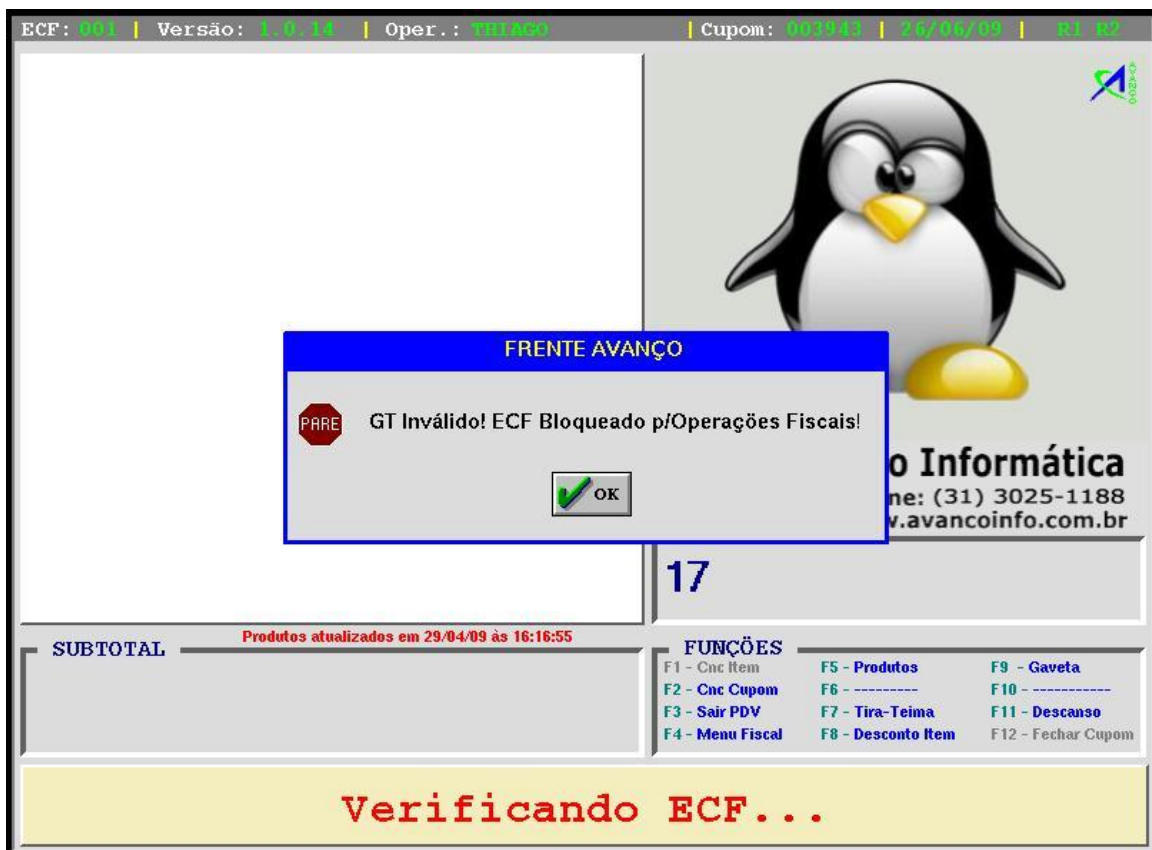 ECF: 001 | Versão: 1.0.14 | Oper.: THIAGO | Cupom: 003943 | 26/06/09 | R1 R2
AVANÇO
FRENTE AVANÇO
PARE
GT Inválido! ECF Bloqueado p/Operações Fiscais!
OK
o Informática
ne: (31) 3025-1188
v.avancoinfo.com.br
17
Produtos atualizados em 29/04/09 às 16:16:55
SUBTOTAL
FUNÇÕES
F1 - Cnc Item F5 - Produtos F9 - Gaveta
F2 - Cnc Cupom F6 - --------- F10 - -----------
F3 - Sair PDV F7 - Tira-Teima F11 - Descanso
F4 - Menu Fiscal F8 - Desconto Item F12 - Fechar Cupom
Verificando ECF...